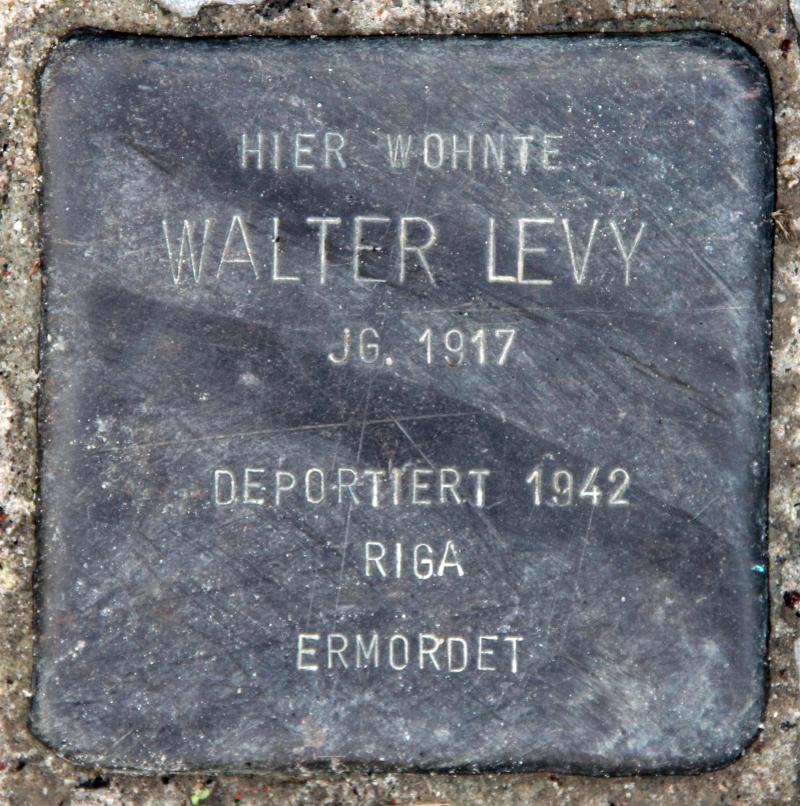 HIER WOHNTE
WALTER LEVY
JG. 1917
DEPORTIERT 1942
RIGA
ERMORDET